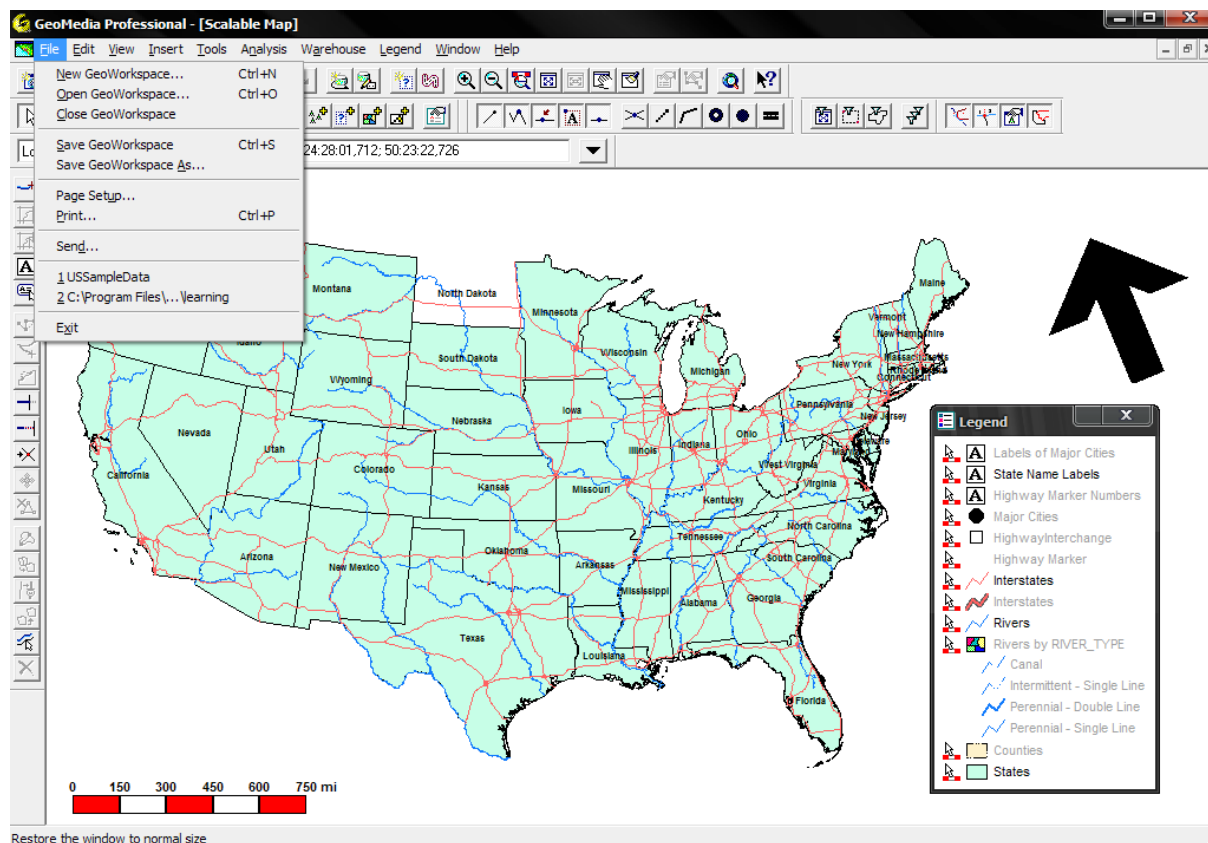 GeoMedia Professional - [Scalable Map]
File Edit View Insert Tools Analysis Warehouse Legend Window Help
New GeoWorkspace... Ctrl+N
Open GeoWorkspace... Ctrl+O
Close GeoWorkspace
Save GeoWorkspace Ctrl+S
Save GeoWorkspace As...
Page Setup...
Print... Ctrl+P
Send...
1 USSampleData
2 C:\Program Files\...\learning
Exit
24:28:01,712; 50:23:22,726
Maine
Montana
North Dakota
Minnesota
Vermont
New Hampshire
Idaho
South Dakota
Wisconsin
Massachusetts
New York
Michigan
Rhode Island
Connecticut
Wyoming
Iowa
Pennsylvania
New Jersey
Nebraska
Nevada
Ohio
Indiana
Illinois
Utah
Colorado
West Virginia
California
Kansas
Missouri
Virginia
Kentucky
North Carolina
Tennessee
Arizona
Oklahoma
New Mexico
Arkansas
South Carolina
Mississippi
Alabama
Georgia
Texas
Louisiana
Florida
Legend
Labels of Major Cities
State Name Labels
Highway Marker Numbers
Major Cities
HighwayInterchange
Highway Marker
Interstates
Interstates
Rivers
Rivers by RIVER_TYPE
Canal
Intermittent - Single Line
Perennial - Double Line
Perennial - Single Line
Counties
States
0 150 300 450 600 750 mi
Restore the window to normal size